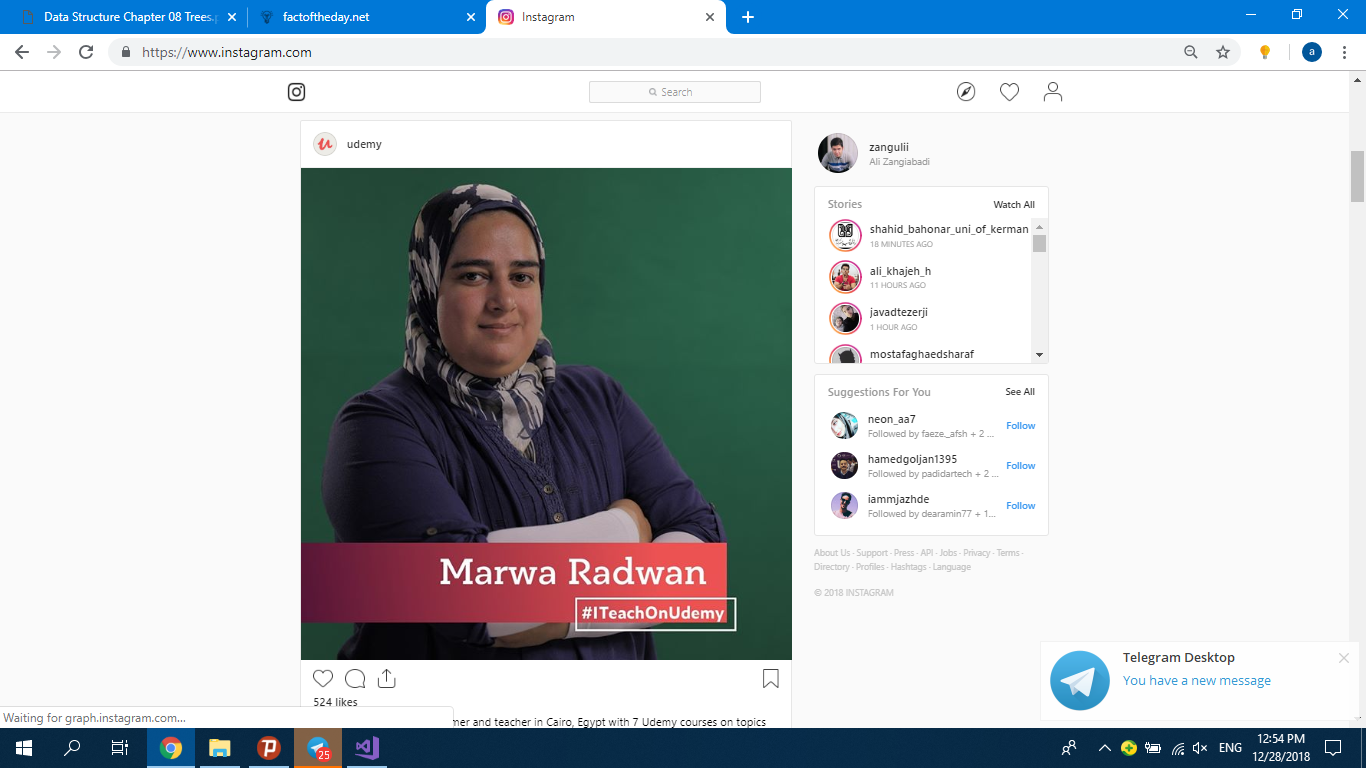 Data Structure Chapter 08 Trees.p
factoftheday.net
Instagram
https://www.instagram.com
a
Search
udemy
zangulii
Ali Zangiabadi
Stories
Watch All
shahid_bahonar_uni_of_kerman
18 MINUTES AGO
ali_khajeh_h
11 HOURS AGO
javadtezerji
1 HOUR AGO
mostafaghaedsharaf
Suggestions For You
See All
neon_aa7
Followed by faeze._afsh + 2 ...
Follow
hamedgoljan1395
Followed by padidartech + 2 ...
Follow
iammjazhde
Followed by dearamin77 + 1...
Follow
About Us · Support · Press · API · Jobs · Privacy · Terms ·
Directory · Profiles · Hashtags · Language
© 2018 INSTAGRAM
Marwa Radwan
#ITeachOnUdemy
524 likes
mer and teacher in Cairo, Egypt with 7 Udemy courses on topics
Telegram Desktop
You have a new message
Waiting for graph.instagram.com...
25
ENG
12:54 PM
12/28/2018